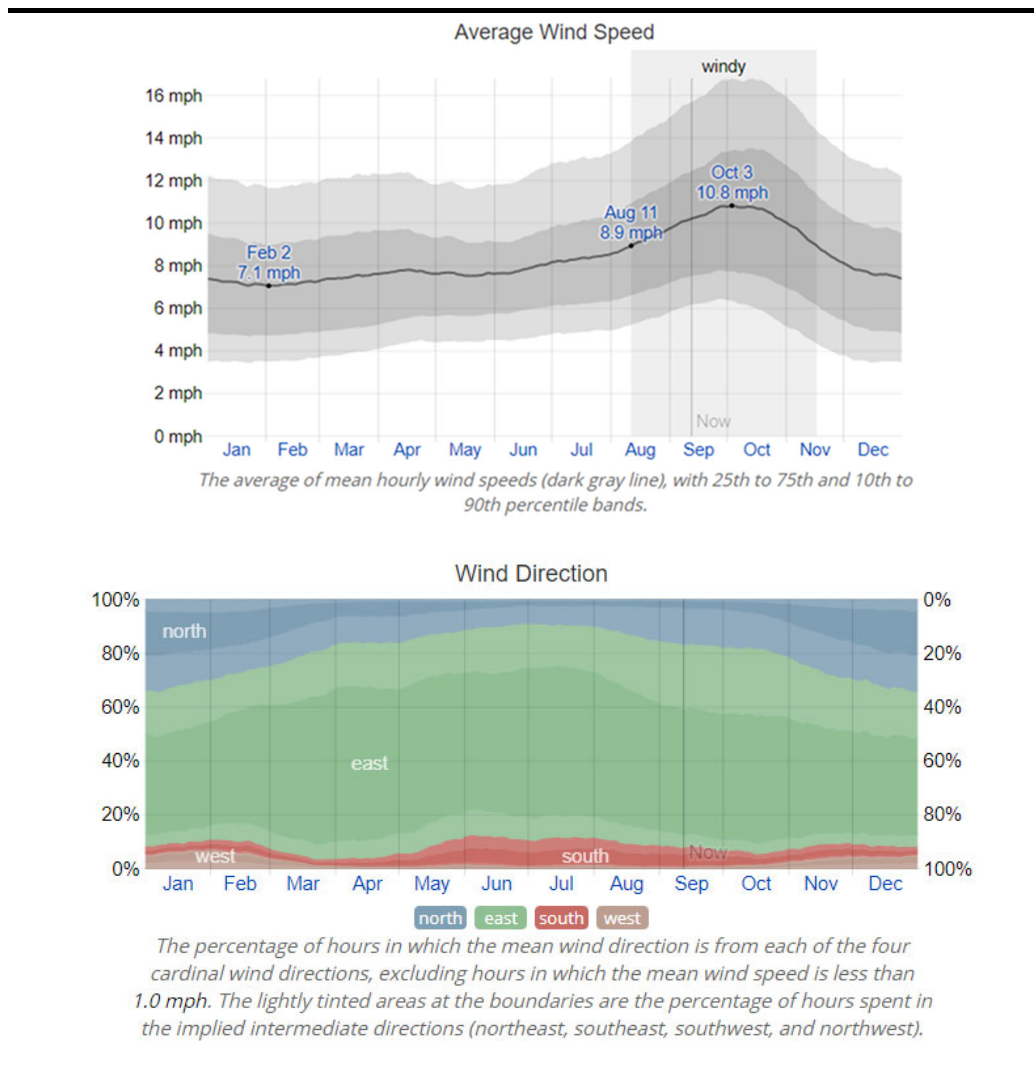 Average Wind Speed
windy
16 mph
14 mph
12 mph
Oct 3
10.8 mph
10 mph
Aug 11
8.9 mph
8 mph
Feb 2
7.1 mph
6 mph
4 mph
2 mph
Now
0 mph
Jan Feb Mar Apr May Jun Jul Aug Sep Oct Nov Dec
The average of mean hourly wind speeds (dark gray line), with 25th to 75th and 10th to
90th percentile bands.
Wind Direction
100% 0%
north
80% 20%
60% 40%
east
40% 60%
20% 80%
west south Now
0% 100%
Jan Feb Mar Apr May Jun Jul Aug Sep Oct Nov Dec
north east south west
The percentage of hours in which the mean wind direction is from each of the four
cardinal wind directions, excluding hours in which the mean wind speed is less than
1.0 mph. The lightly tinted areas at the boundaries are the percentage of hours spent in
the implied intermediate directions (northeast, southeast, southwest, and northwest).